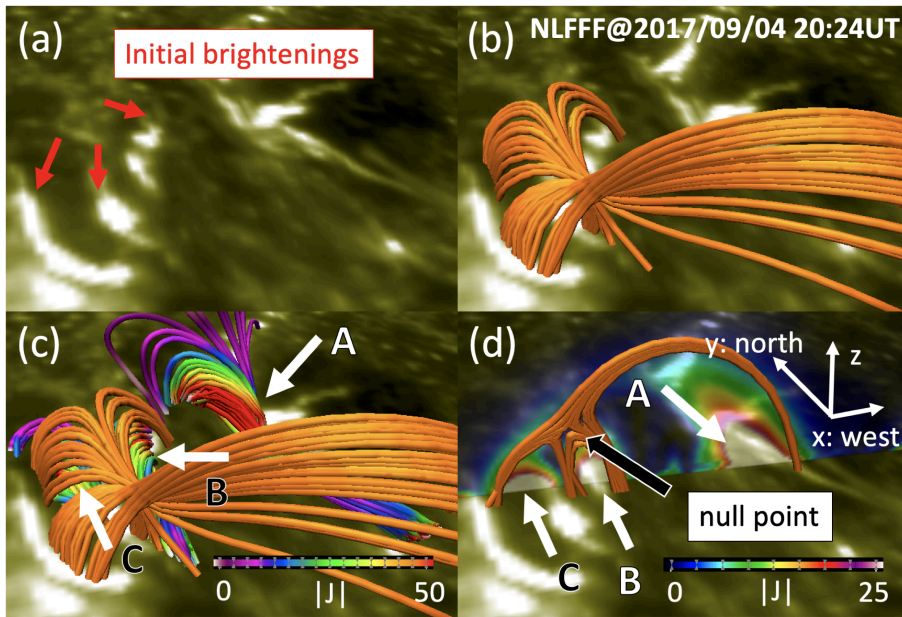 (a)
Initial brightenings
(b)
NLFFF@2017/09/04 20:24UT
(c)
A
B
C
0 |J| 50
(d)
y: north
z
A
x: west
null point
C
B
0 |J| 25